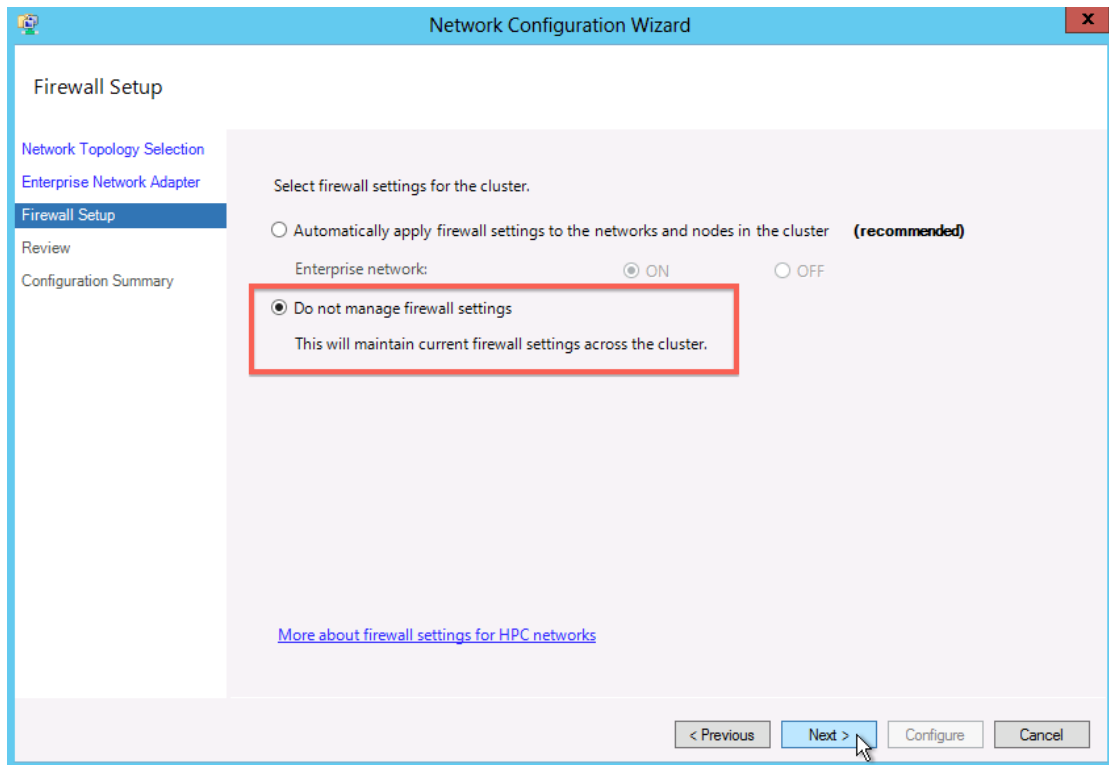 Network Configuration Wizard
x
Firewall Setup
Network Topology Selection
Enterprise Network Adapter
Firewall Setup
Review
Configuration Summary
Select firewall settings for the cluster.
Automatically apply firewall settings to the networks and nodes in the cluster (recommended)
Enterprise network: ON OFF
Do not manage firewall settings
This will maintain current firewall settings across the cluster.
More about firewall settings for HPC networks
< Previous Next > Configure Cancel